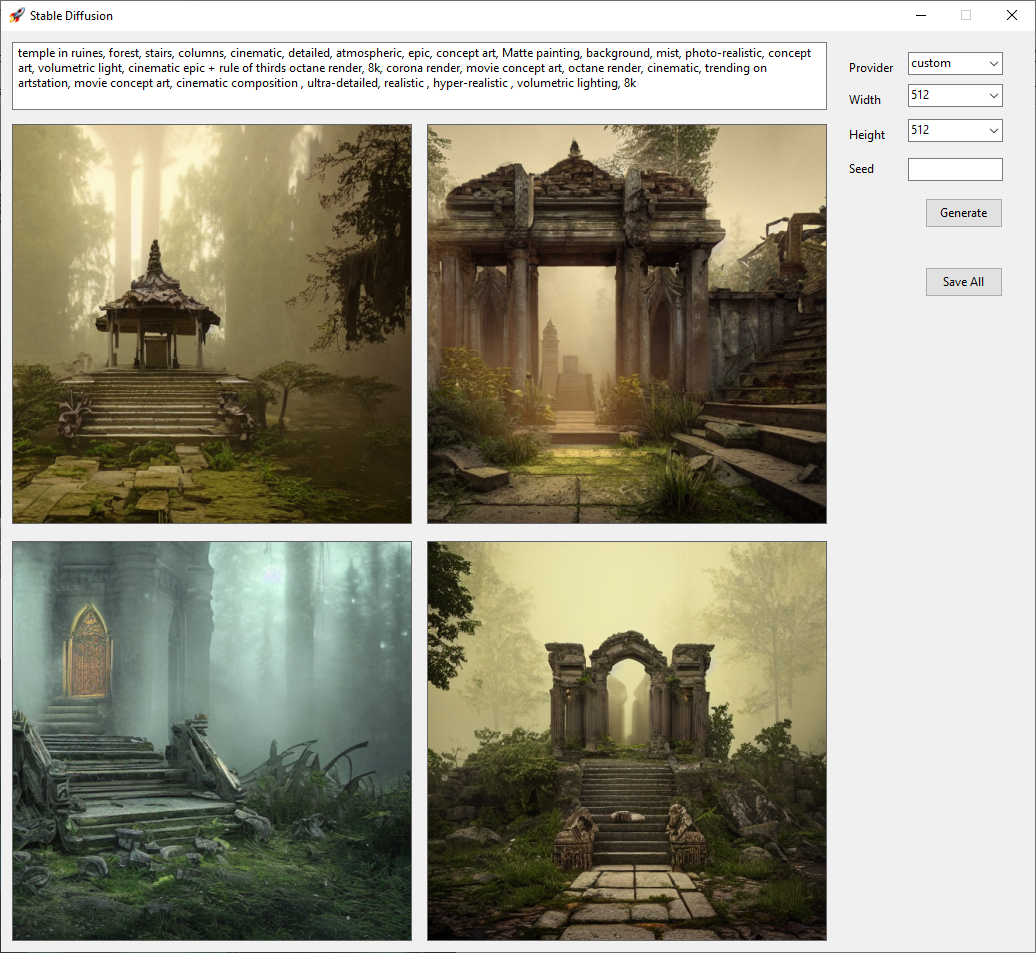 Stable Diffusion
temple in ruines, forest, stairs, columns, cinematic, detailed, atmospheric, epic, concept art, Matte painting, background, mist, photo-realistic, concept
art, volumetric light, cinematic epic + rule of thirds octane render, 8k, corona render, movie concept art, octane render, cinematic, trending on
artstation, movie concept art, cinematic composition , ultra-detailed, realistic , hyper-realistic , volumetric lighting, 8k
Provider custom
Width 512
Height 512
Seed
Generate
Save All